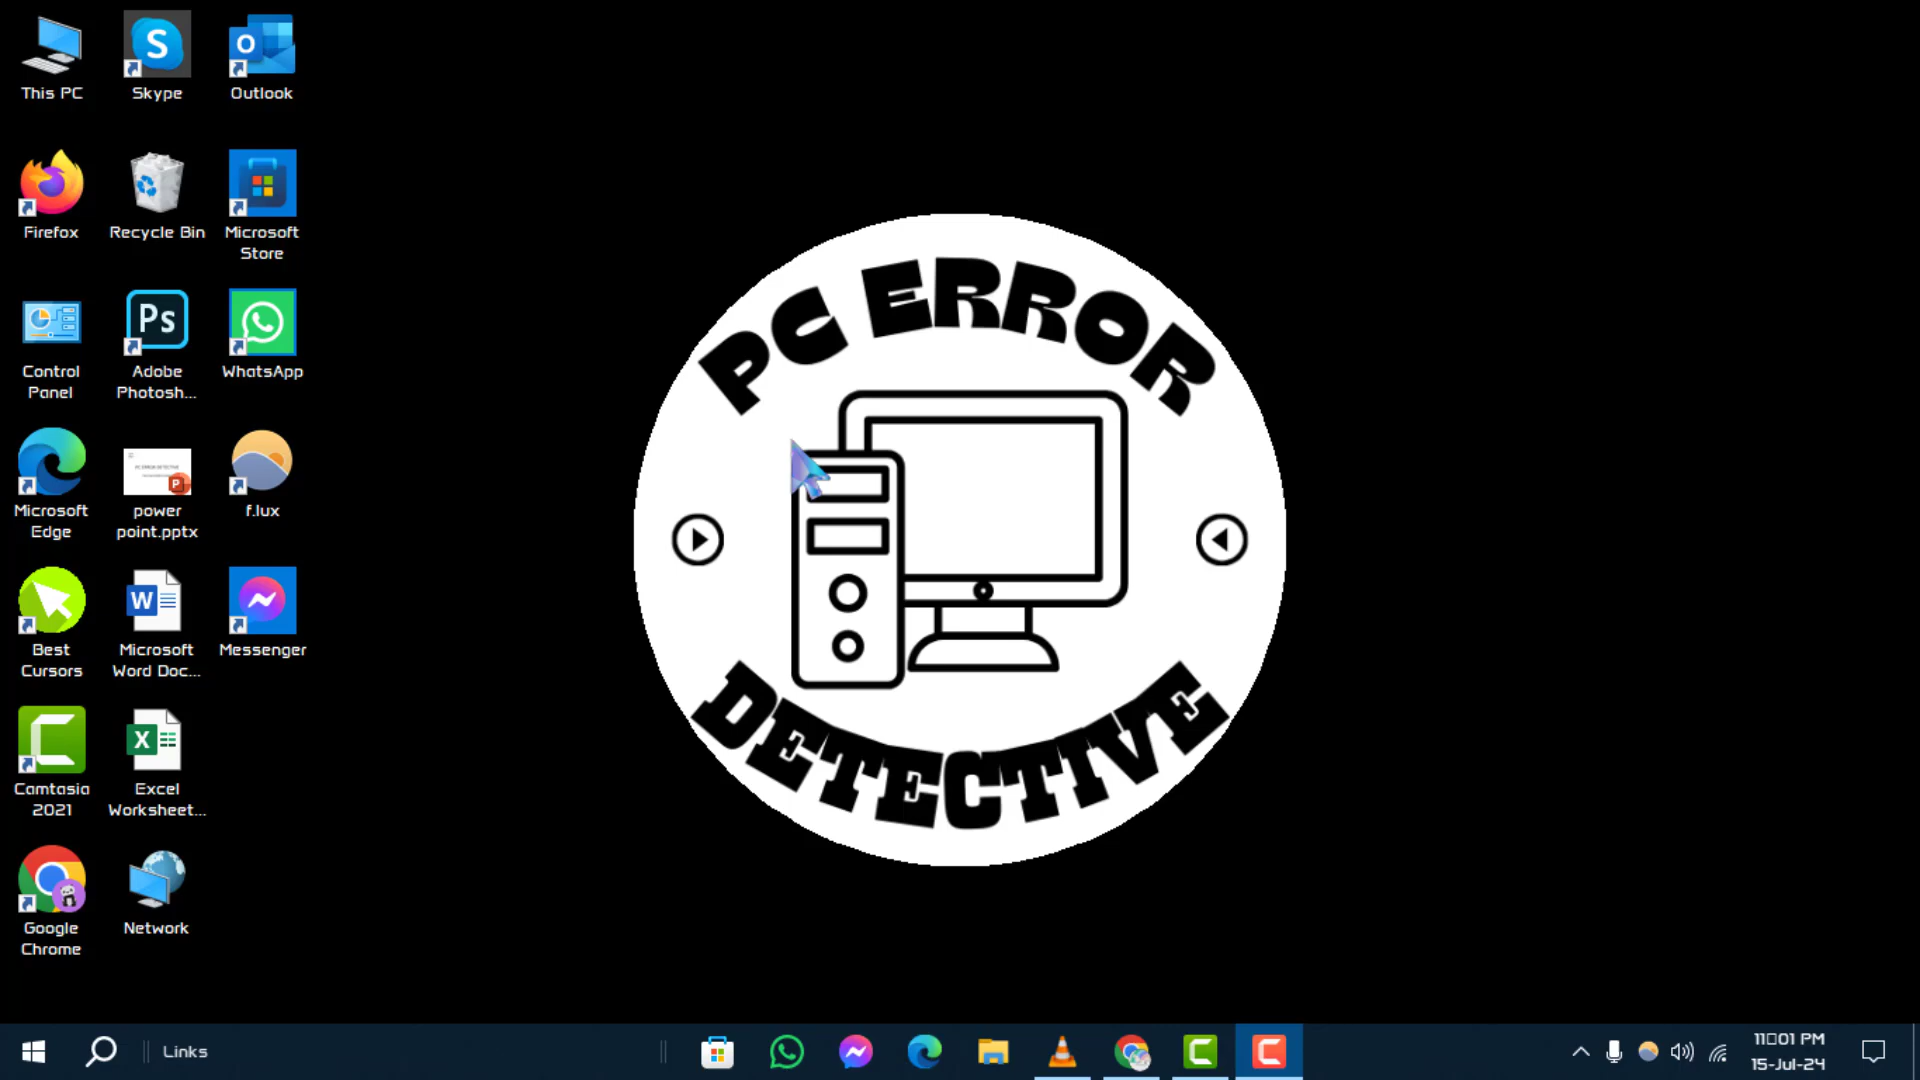 This PC
Skype
Outlook
Firefox
Recycle Bin
Microsoft
Store
Control
Panel
Adobe
Photosh...
WhatsApp
Microsoft
Edge
power
point.pptx
f.lux
Best
Cursors
Microsoft
Word Doc...
Messenger
Camtasia
2021
Excel
Worksheet...
Google
Chrome
Network
PC ERROR
DETECTIVE
Links
11□01 PM
15-Jul-24